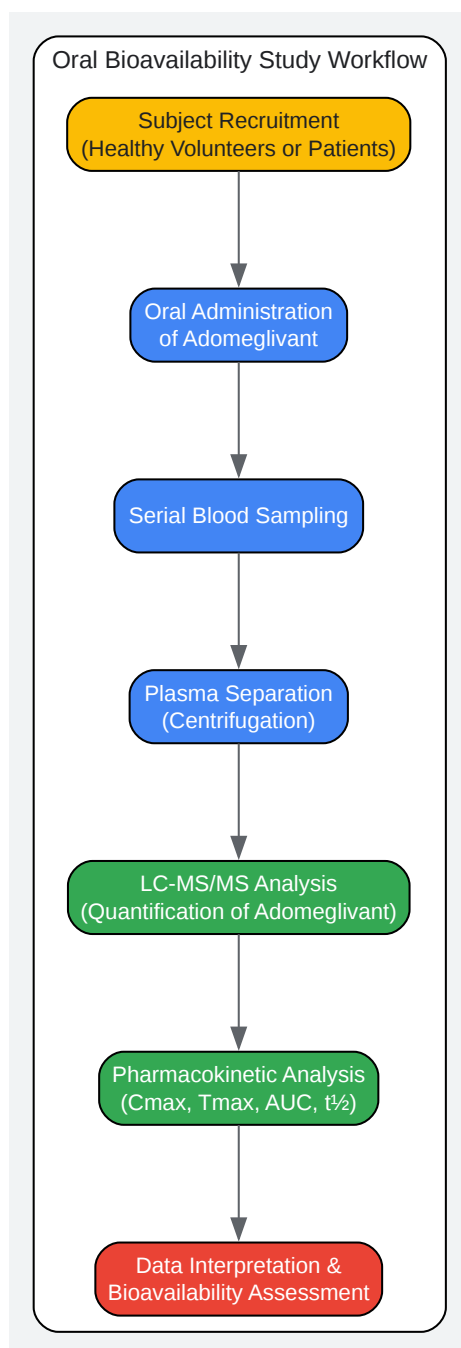 Oral Bioavailability Study Workflow
Subject Recruitment
(Healthy Volunteers or Patients)
Oral Administration
of Adomeglivant
Serial Blood Sampling
Plasma Separation
(Centrifugation)
LC-MS/MS Analysis
(Quantification of Adomeglivant)
Pharmacokinetic Analysis
(Cmax, Tmax, AUC, t½)
Data Interpretation &
Bioavailability Assessment